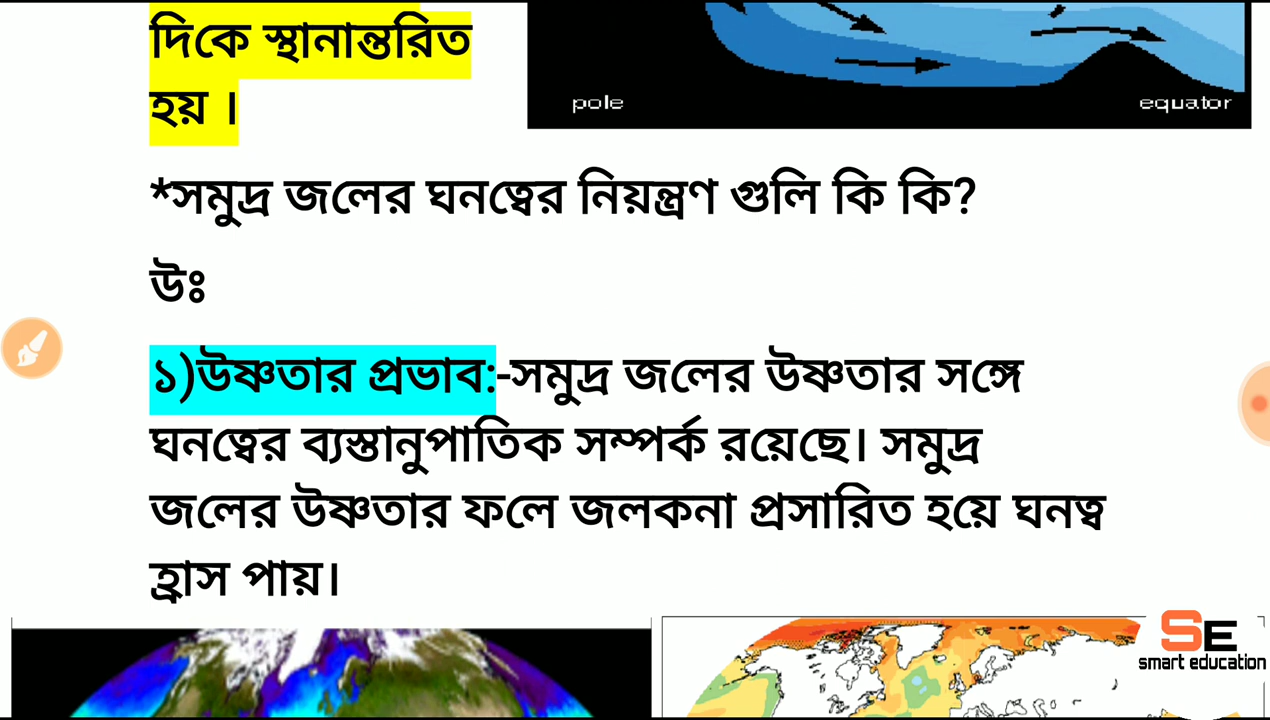 দিকে স্থানান্তরিত
হয় ।
pole
equator
*সমুদ্র জলের ঘনত্বের নিয়ন্ত্রণ গুলি কি কি?
উঃ
১)উষ্ণতার প্রভাব:-সমুদ্র জলের উষ্ণতার সঙ্গে
ঘনত্বের ব্যস্তানুপাতিক সম্পর্ক রয়েছে। সমুদ্র
জলের উষ্ণতার ফলে জলকনা প্রসারিত হয়ে ঘনত্ব
হ্রাস পায়।
SE
smart education